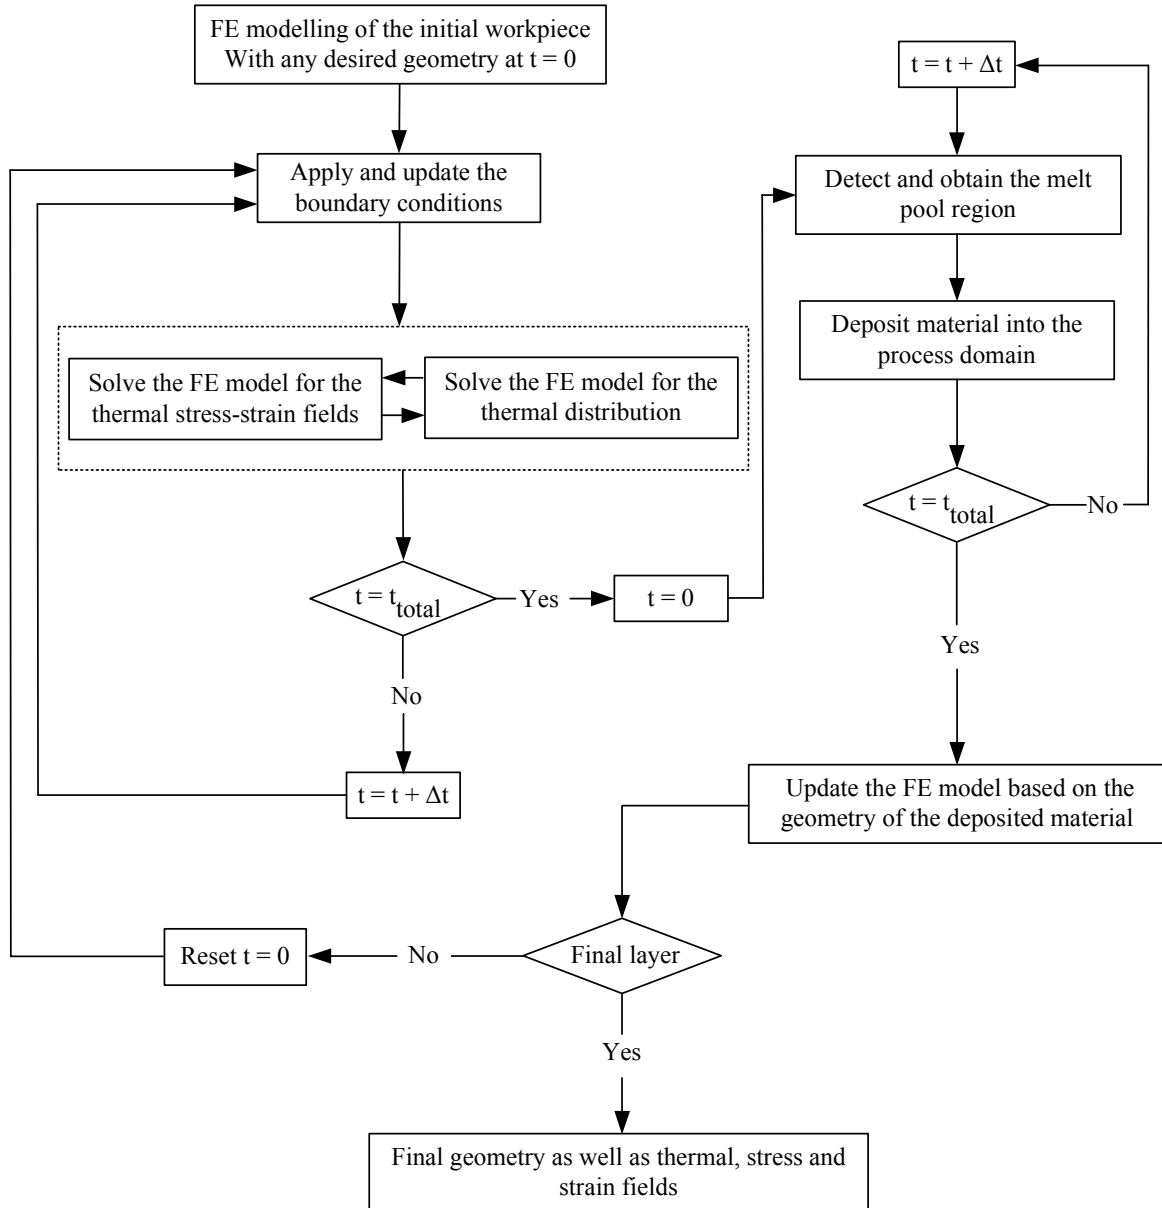 FE modelling of the initial workpiece
With any desired geometry at t = 0
Apply and update the
boundary conditions
Solve the FE model for the
thermal stress-strain fields
Solve the FE model for the
thermal distribution
t = t_total
Yes
t = 0
No
t = t + Δt
t = t + Δt
Detect and obtain the melt
pool region
Deposit material into the
process domain
t = t_total
No
Yes
Update the FE model based on the
geometry of the deposited material
Final layer
No
Reset t = 0
Yes
Final geometry as well as thermal, stress and
strain fields